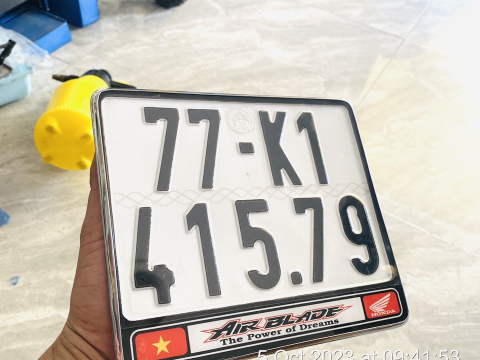 77-K1
415.79
AIR BLADE
The Power of Dreams
HONDA
5 Oct 2023 at 09:41:53